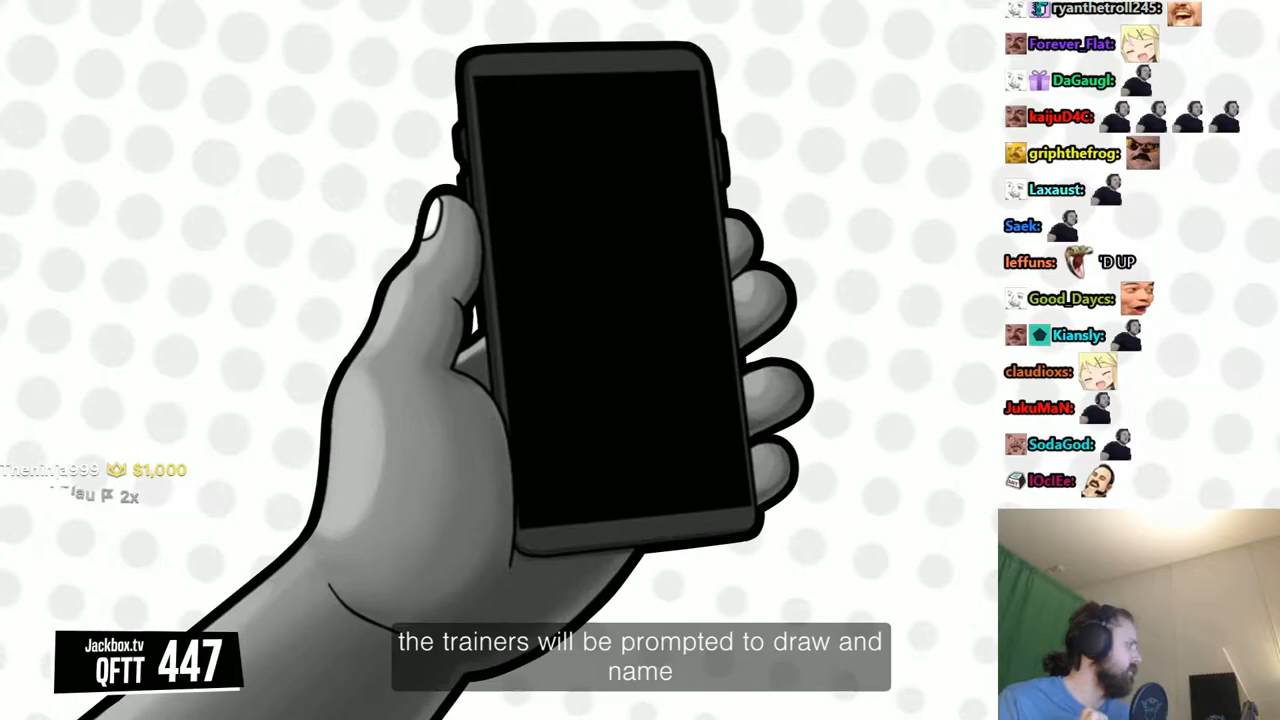 ryanthetroll245:
Forever_Flat:
DaGaugl:
kaijuD4C:
griphthefrog:
Laxaust:
Saek:
leffuns: 'D UP
Good_Daycs:
Kiansly:
claudioxs:
JukuMaN:
SodaGod:
lOclEe:
Theninja999 $1,000
2x
Jackbox.tv
QFTT 447
the trainers will be prompted to draw and
name